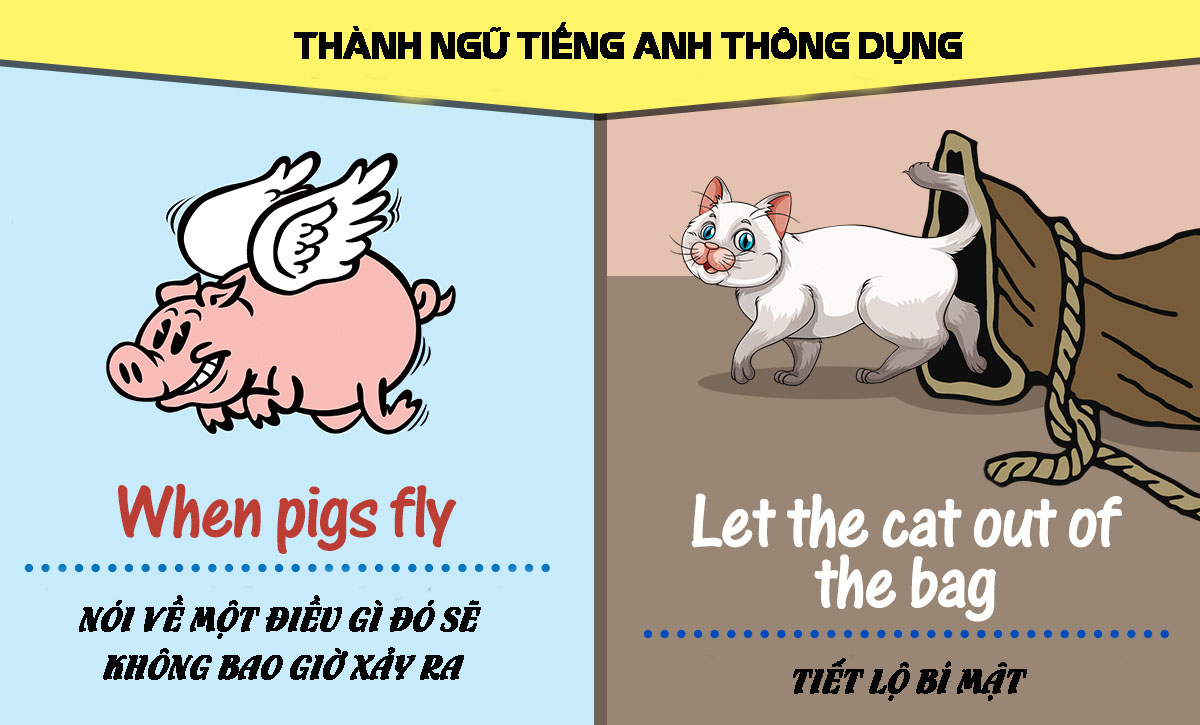 THÀNH NGỮ TIẾNG ANH THÔNG DỤNG
When pigs fly
NÓI VỀ MỘT ĐIỀU GÌ ĐÓ SẼ
KHÔNG BAO GIỜ XẢY RA
Let the cat out of
the bag
TIẾT LỘ BÍ MẬT